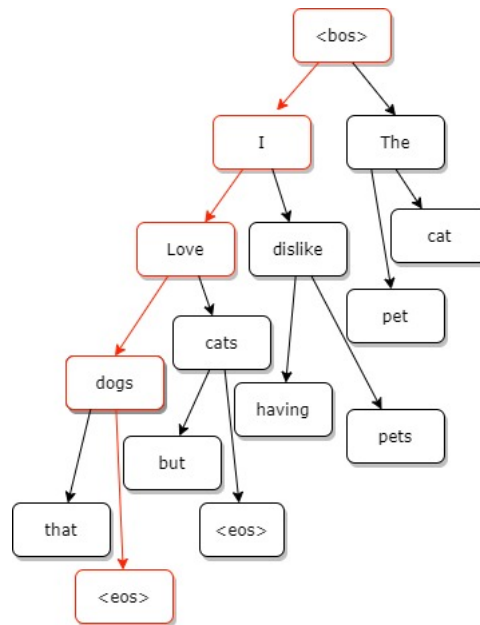 <bos>
I
The
Love
dislike
cat
cats
pet
dogs
having
but
pets
that
<eos>
<eos>